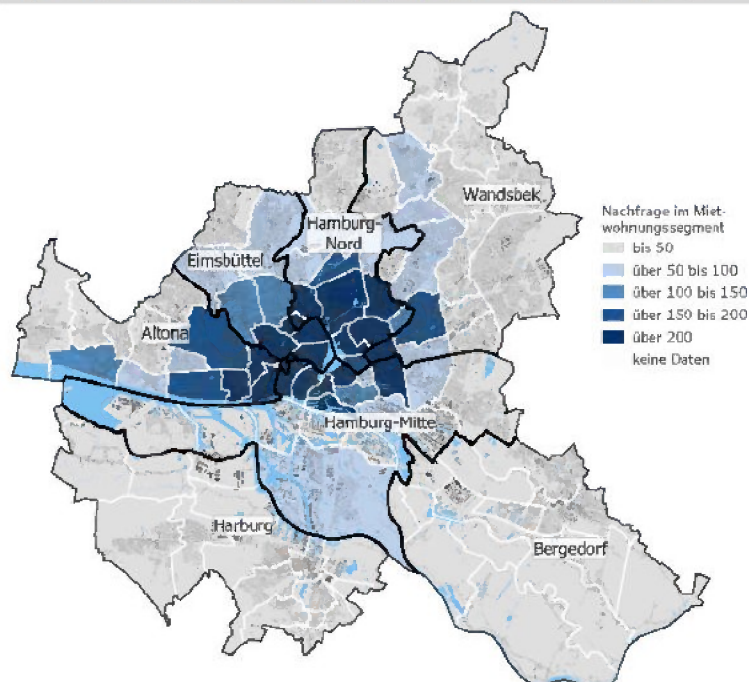 Wandsbek
Hamburg-
Nord
Eimsbüttel
Altona
Hamburg-Mitte
Harburg
Bergedorf
Nachfrage im Miet-
wohnungssegment
bis 50
über 50 bis 100
über 100 bis 150
über 150 bis 200
über 200
keine Daten